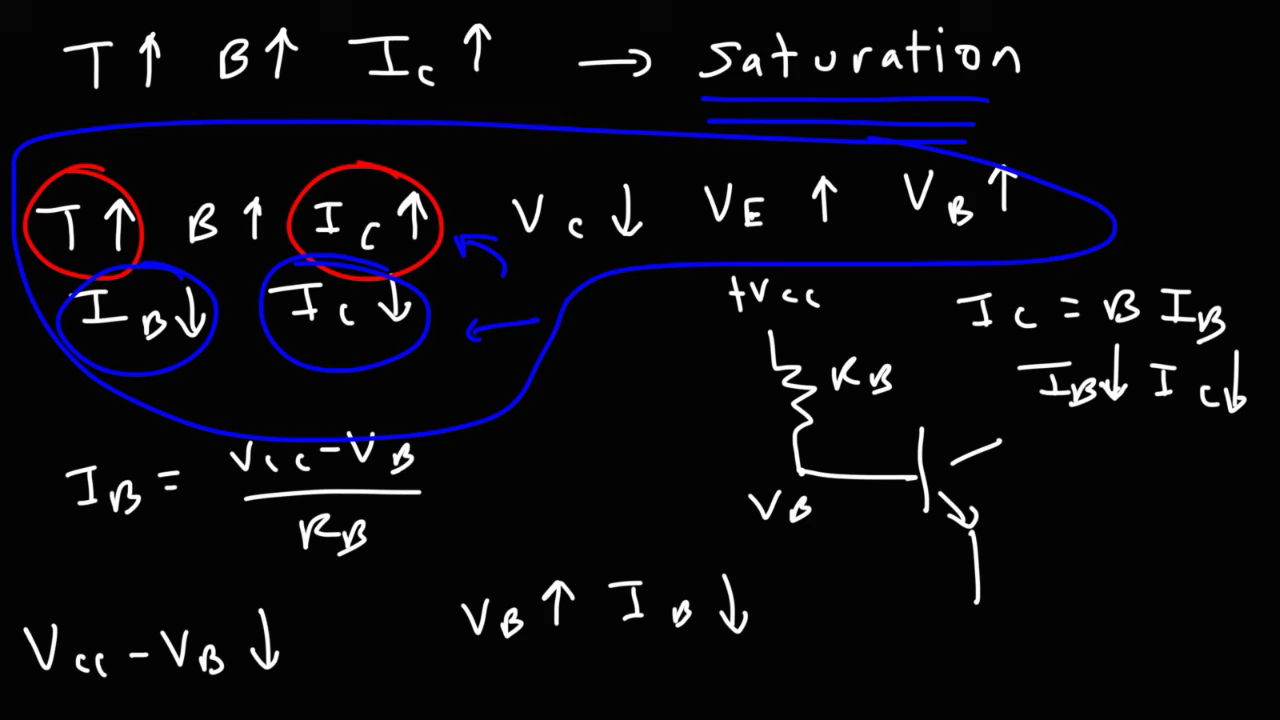 T↑ B↑ Ic↑ → Saturation
T↑ B↑ Ic↑ Vc↓ VE↑ VB↑
IB↓ Ic↓
+Vcc
RB
VB
Ic = B IB
IB↓ Ic↓
IB = Vcc-VB / RB
VB↑ IB↓
Vcc-VB↓